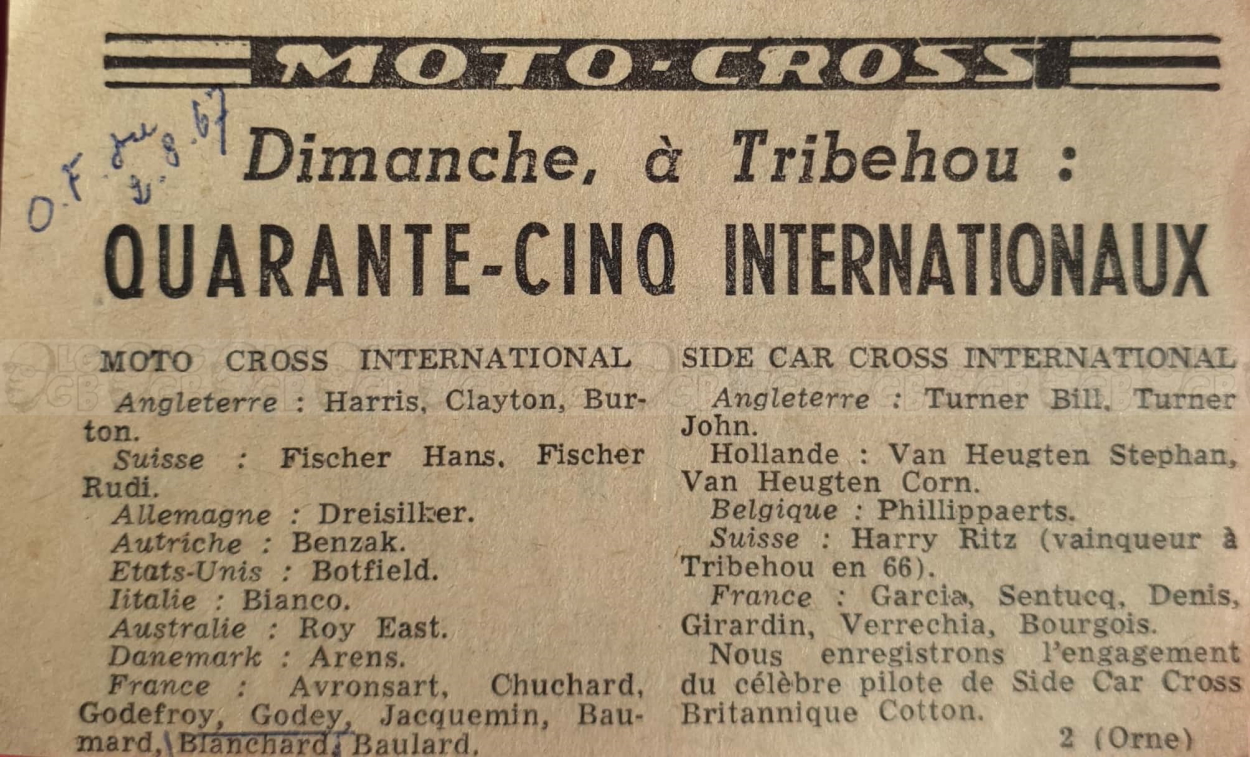 MOTO-CROSS
O.F. jeu
9.8.67
Dimanche, à Tribehou :
QUARANTE-CINQ INTERNATIONAUX
MOTO CROSS INTERNATIONAL
Angleterre : Harris, Clayton, Bur-
ton.
Suisse : Fischer Hans, Fischer
Rudi.
Allemagne : Dreisilker.
Autriche : Benzak.
Etats-Unis : Botfield.
Iitalie : Bianco.
Australie : Roy East.
Danemark : Arens.
France : Avronsart, Chuchard,
Godefroy, Godey, Jacquemin, Bau-
mard, Blanchard, Baulard.
SIDE CAR CROSS INTERNATIONAL
Angleterre : Turner Bill, Turner
John.
Hollande : Van Heugten Stephan,
Van Heugten Corn.
Belgique : Phillippaerts.
Suisse : Harry Ritz (vainqueur à
Tribehou en 66).
France : Garcia, Sentucq, Denis,
Girardin, Verrechia, Bourgois.
Nous enregistrons l'engagement
du célèbre pilote de Side Car Cross
Britannique Cotton.
2 (Orne)